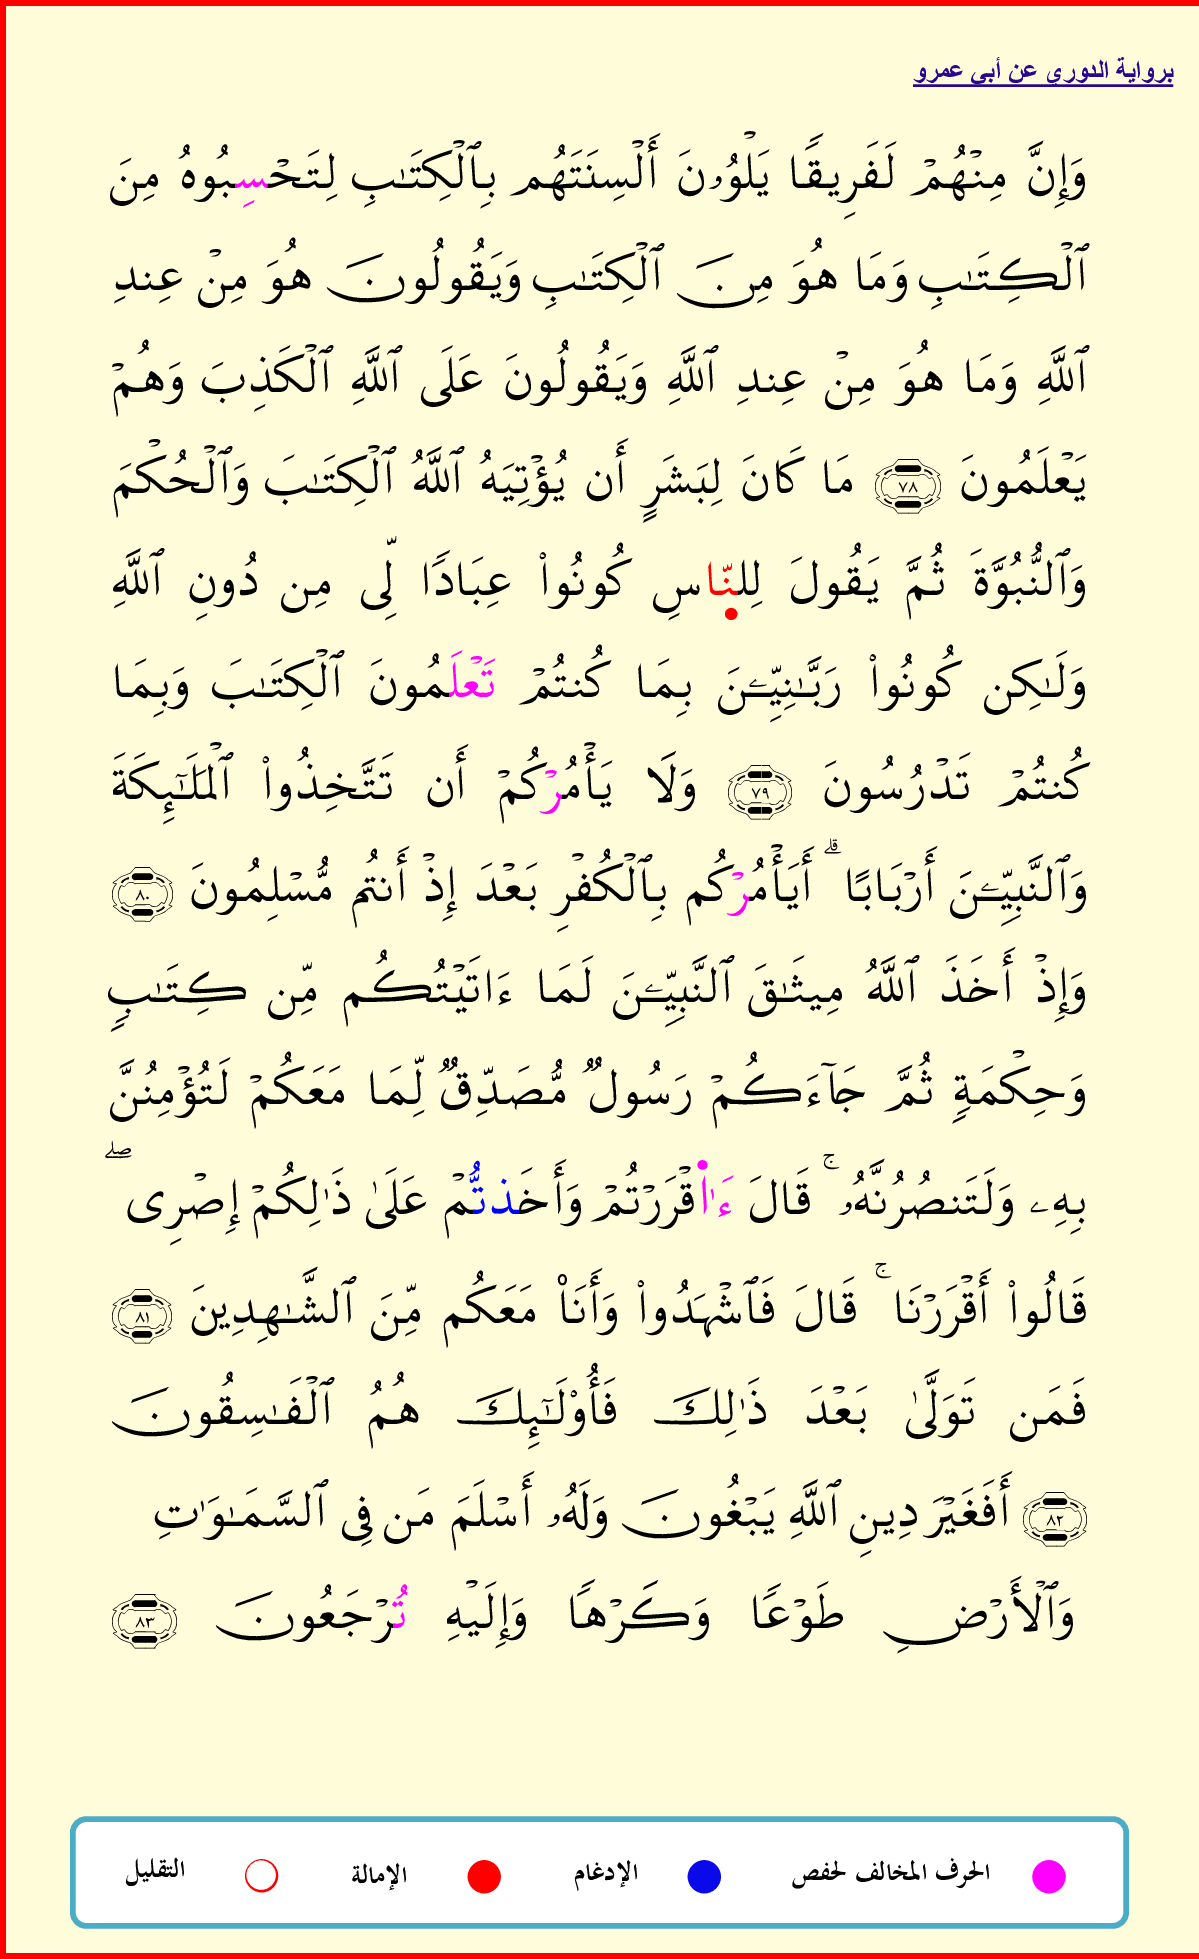 برواية الدوري عن أبي عمرو
وَإِنَّ مِنۡهُمۡ لَفَرِيقٗا يَلۡوُۥنَ أَلۡسِنَتَهُم بِٱلۡكِتَٰبِ لِتَحۡسِبُوهُ مِنَ
ٱلۡكِتَٰبِ وَمَا هُوَ مِنَ ٱلۡكِتَٰبِ وَيَقُولُونَ هُوَ مِنۡ عِندِ
ٱللَّهِ وَمَا هُوَ مِنۡ عِندِ ٱللَّهِ وَيَقُولُونَ عَلَى ٱللَّهِ ٱلۡكَذِبَ وَهُمۡ
يَعۡلَمُونَ ٧٨ مَا كَانَ لِبَشَرٍ أَن يُؤۡتِيَهُ ٱللَّهُ ٱلۡكِتَٰبَ وَٱلۡحُكۡمَ
وَٱلنُّبُوَّةَ ثُمَّ يَقُولَ لِلنّاسِ كُونُواْ عِبَادٗا لِّي مِن دُونِ ٱللَّهِ
وَلَٰكِن كُونُواْ رَبَّٰنِيِّـۧنَ بِمَا كُنتُمۡ تَعۡلَمُونَ ٱلۡكِتَٰبَ وَبِمَا
كُنتُمۡ تَدۡرُسُونَ ٧٩ وَلَا يَأۡمُرۡكُمۡ أَن تَتَّخِذُواْ ٱلۡمَلَٰٓئِكَةَ
وَٱلنَّبِيِّـۧنَ أَرۡبَابًا ۗ أَيَأۡمُرۡكُم بِٱلۡكُفۡرِ بَعۡدَ إِذۡ أَنتُم مُّسۡلِمُونَ ٨٠
وَإِذۡ أَخَذَ ٱللَّهُ مِيثَٰقَ ٱلنَّبِيِّـۧنَ لَمَا ءَاتَيۡتُكُم مِّن كِتَٰبٖ
وَحِكۡمَةٖ ثُمَّ جَآءَكُمۡ رَسُولٞ مُّصَدِّقٞ لِّمَا مَعَكُمۡ لَتُؤۡمِنُنَّ
بِهِۦ وَلَتَنصُرُنَّهُۥ ۚ قَالَ ءَا۬قۡرَرۡتُمۡ وَأَخَذتُّمۡ عَلَىٰ ذَٰلِكُمۡ إِصۡرِي ۖ
قَالُواْ أَقۡرَرۡنَا ۚ قَالَ فَٱشۡهَدُواْ وَأَنَا۠ مَعَكُم مِّنَ ٱلشَّٰهِدِينَ ٨١
فَمَن تَوَلَّىٰ بَعۡدَ ذَٰلِكَ فَأُوْلَٰٓئِكَ هُمُ ٱلۡفَٰسِقُونَ
٨٢ أَفَغَيۡرَ دِينِ ٱللَّهِ يَبۡغُونَ وَلَهُۥٓ أَسۡلَمَ مَن فِي ٱلسَّمَٰوَٰتِ
وَٱلۡأَرۡضِ طَوۡعٗا وَكَرۡهٗا وَإِلَيۡهِ تُرۡجَعُونَ ٨٣
الحرف المخالف لحفص الإدغام الإمالة التقليل